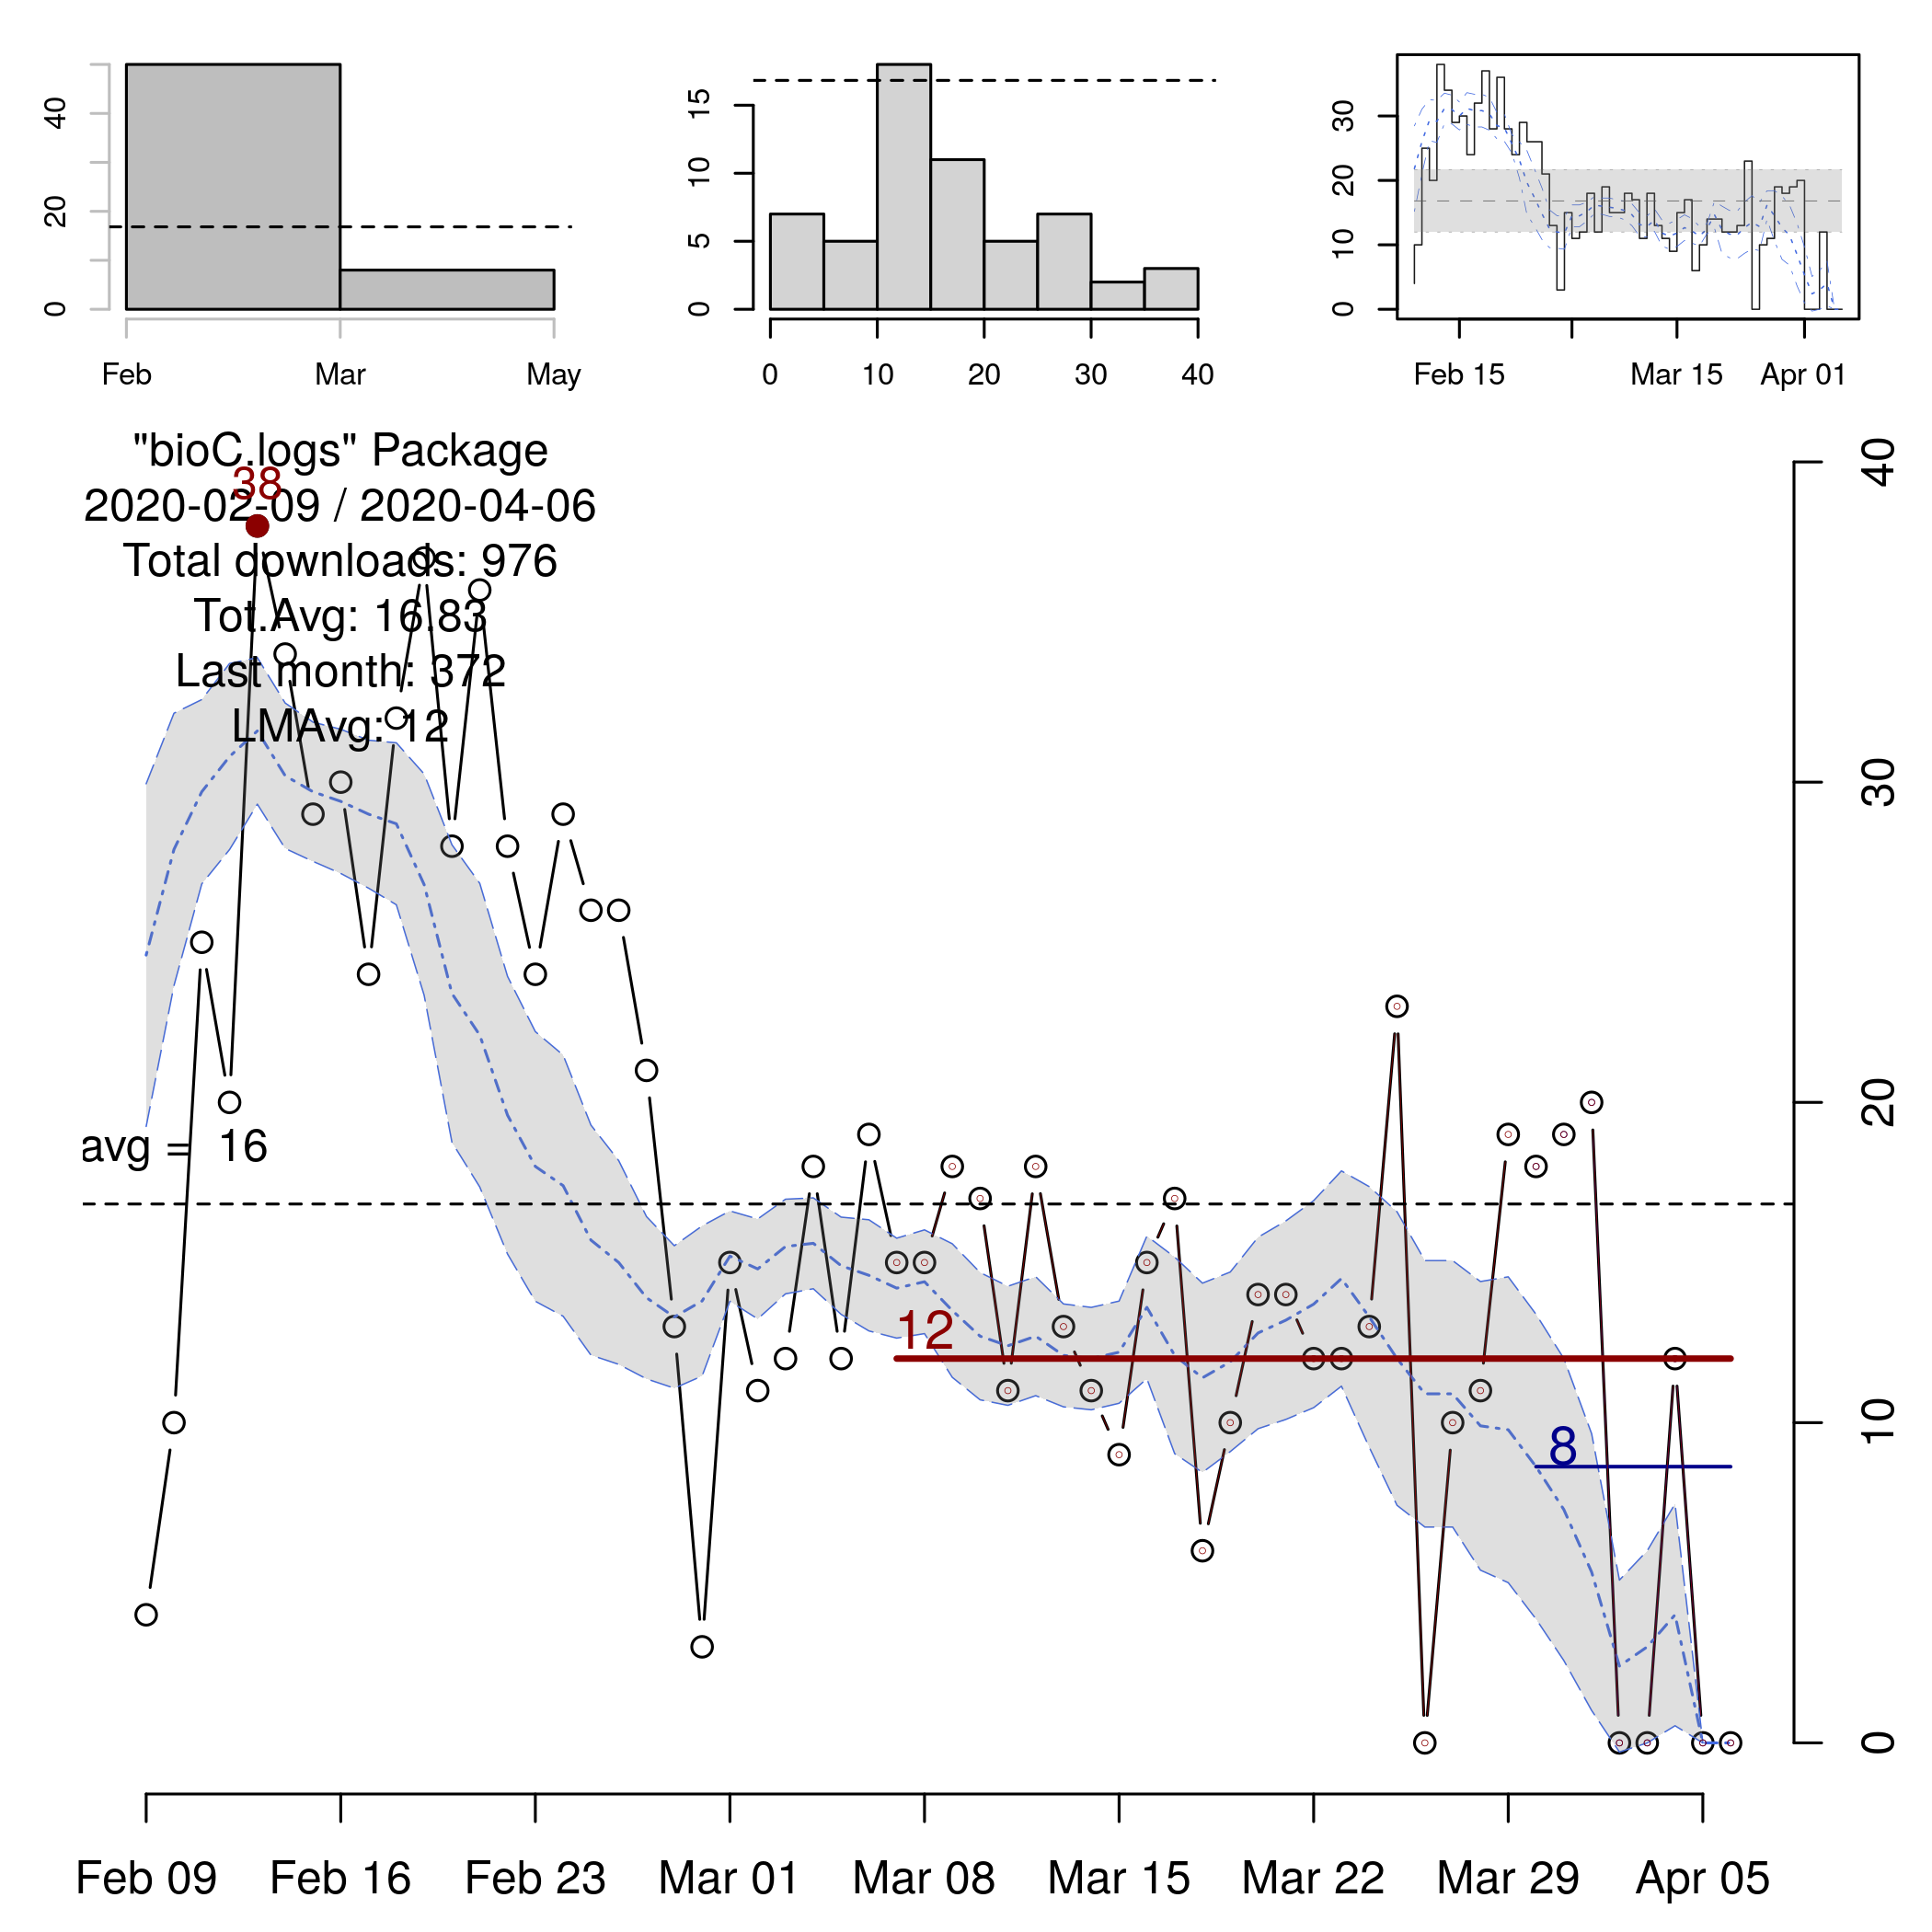 40
20
0
Feb Mar May
15
10
5
0
0 10 20 30 40
30
20
10
0
Feb 15 Mar 15 Apr 01
"bioC.logs" Package
38
2020-02-09 / 2020-04-06
Total downloads: 976
Tot.Avg: 16.83
Last month: 372
LMAvg: 12
avg = 16
12
8
40
30
20
10
0
Feb 09 Feb 16 Feb 23 Mar 01 Mar 08 Mar 15 Mar 22 Mar 29 Apr 05